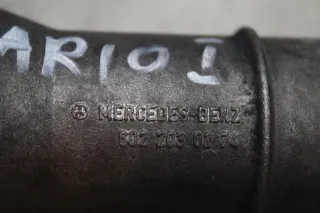 ARIO I
MERCEDES-BENZ
602 203